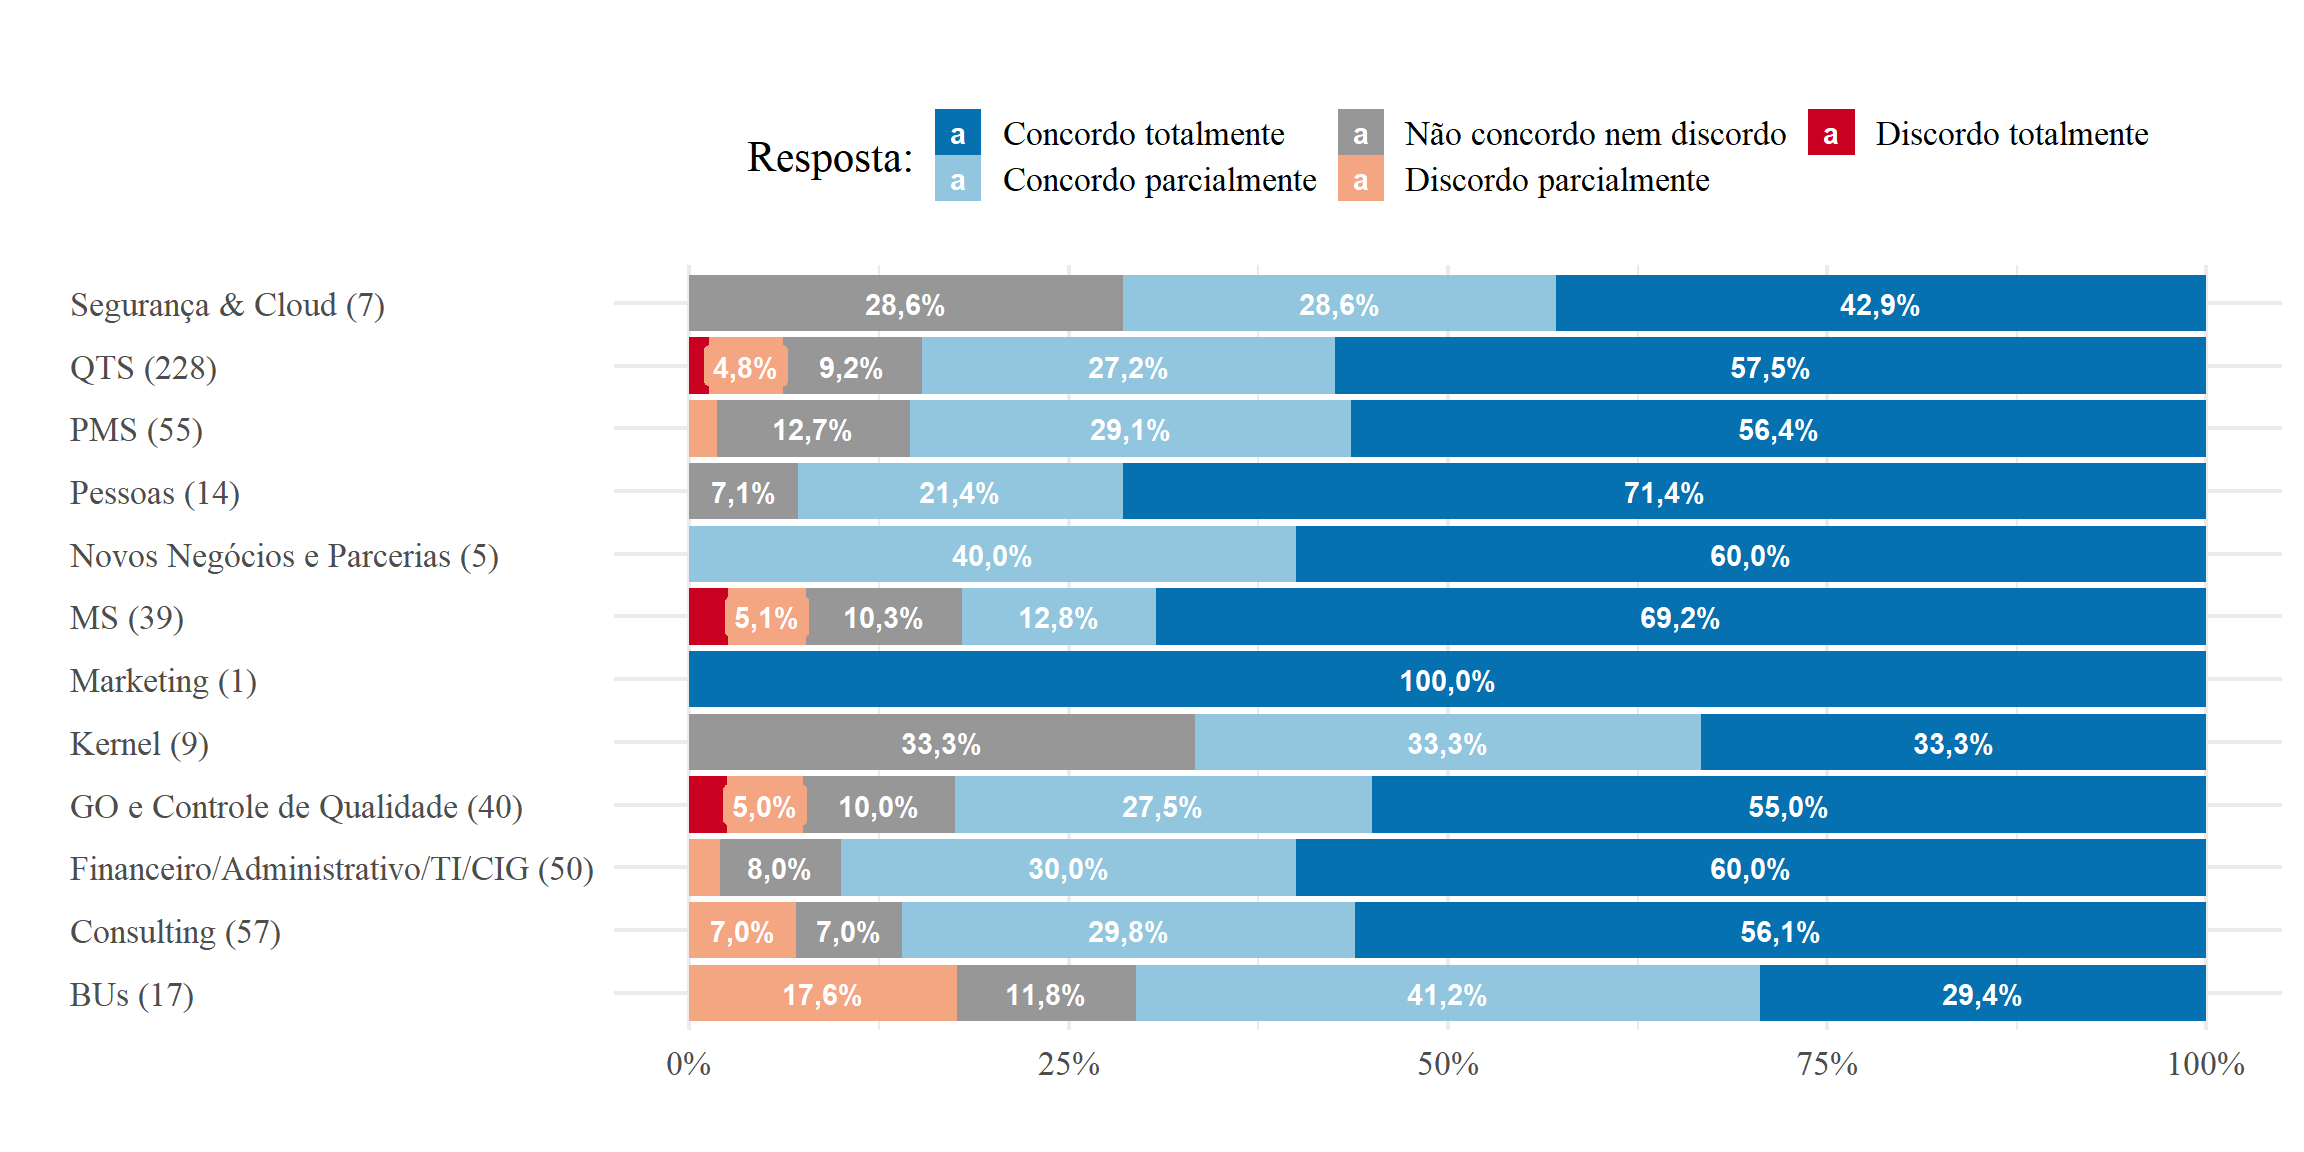 Resposta:
a Concordo totalmente
a Não concordo nem discordo
a Discordo totalmente
a Concordo parcialmente
a Discordo parcialmente
Segurança & Cloud (7) 28,6% 28,6% 42,9%
QTS (228) 4,8% 9,2% 27,2% 57,5%
PMS (55) 12,7% 29,1% 56,4%
Pessoas (14) 7,1% 21,4% 71,4%
Novos Negócios e Parcerias (5) 40,0% 60,0%
MS (39) 5,1% 10,3% 12,8% 69,2%
Marketing (1) 100,0%
Kernel (9) 33,3% 33,3% 33,3%
GO e Controle de Qualidade (40) 5,0% 10,0% 27,5% 55,0%
Financeiro/Administrativo/TI/CIG (50) 8,0% 30,0% 60,0%
Consulting (57) 7,0% 7,0% 29,8% 56,1%
BUs (17) 17,6% 11,8% 41,2% 29,4%
0% 25% 50% 75% 100%